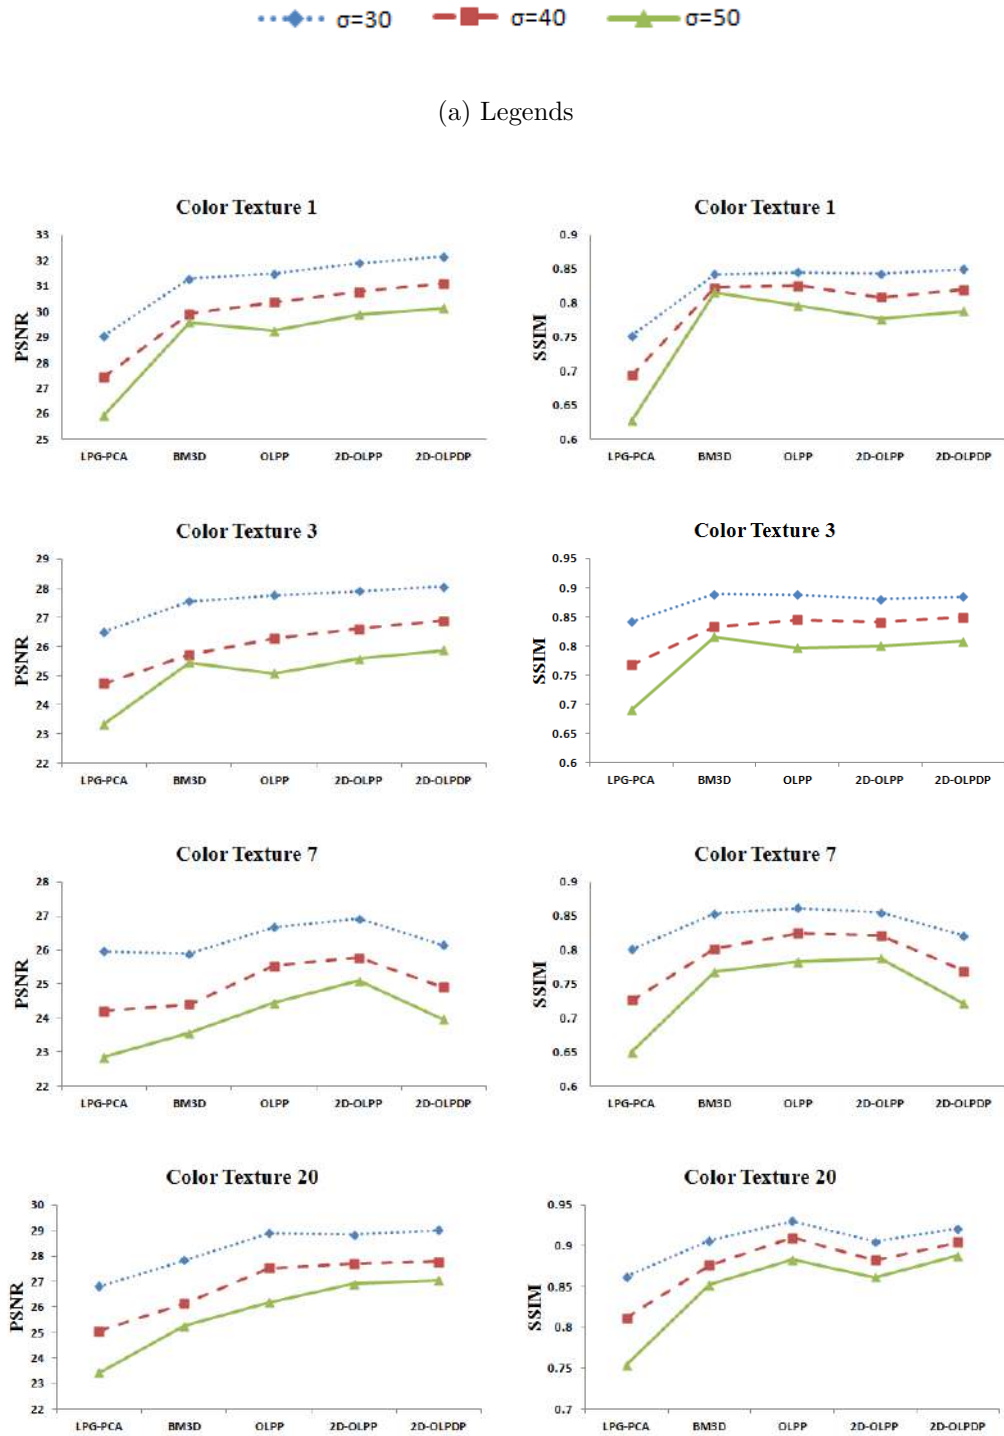 σ=30 σ=40 σ=50
(a) Legends
Color Texture 1
PSNR
33
32
31
30
29
28
27
26
25
LPG-PCA BM3D OLPP 2D-OLPP 2D-OLPDP
Color Texture 1
SSIM
0.9
0.85
0.8
0.75
0.7
0.65
0.6
LPG-PCA BM3D OLPP 2D-OLPP 2D-OLPDP
Color Texture 3
PSNR
29
28
27
26
25
24
23
22
LPG-PCA BM3D OLPP 2D-OLPP 2D-OLPDP
Color Texture 3
SSIM
0.95
0.9
0.85
0.8
0.75
0.7
0.65
0.6
LPG-PCA BM3D OLPP 2D-OLPP 2D-OLPDP
Color Texture 7
PSNR
28
27
26
25
24
23
22
LPG-PCA BM3D OLPP 2D-OLPP 2D-OLPDP
Color Texture 7
SSIM
0.9
0.85
0.8
0.75
0.7
0.65
0.6
LPG-PCA BM3D OLPP 2D-OLPP 2D-OLPDP
Color Texture 20
PSNR
30
29
28
27
26
25
24
23
22
LPG-PCA BM3D OLPP 2D-OLPP 2D-OLPDP
Color Texture 20
SSIM
0.95
0.9
0.85
0.8
0.75
0.7
LPG-PCA BM3D OLPP 2D-OLPP 2D-OLPDP